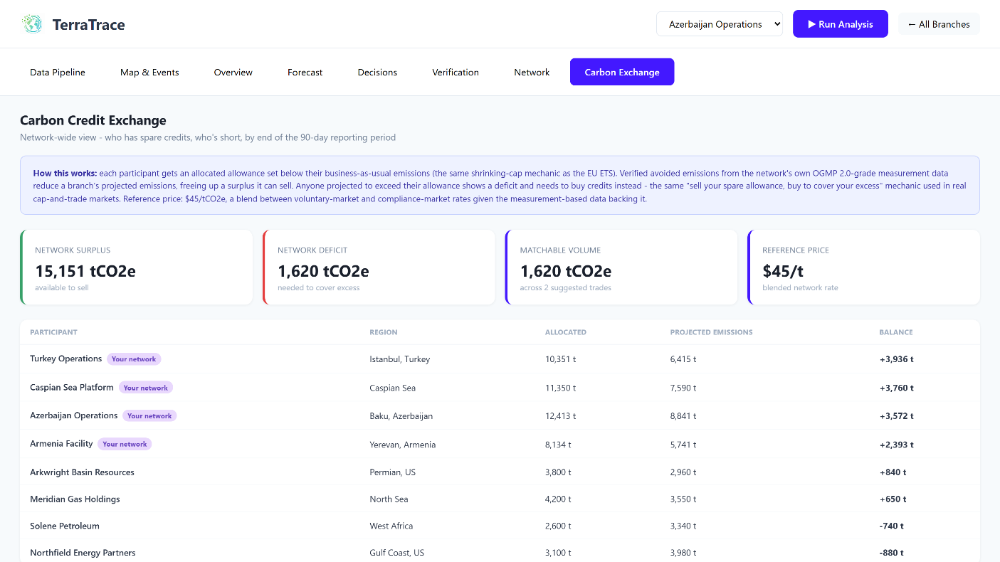 TerraTrace
Azerbaijan Operations
▶ Run Analysis
← All Branches
Data Pipeline
Map & Events
Overview
Forecast
Decisions
Verification
Network
Carbon Exchange
Carbon Credit Exchange
Network-wide view - who has spare credits, who's short, by end of the 90-day reporting period
How this works: each participant gets an allocated allowance set below their business-as-usual emissions (the same shrinking-cap mechanic as the EU ETS). Verified avoided emissions from the network's own OGMP 2.0-grade measurement data
reduce a branch's projected emissions, freeing up a surplus it can sell. Anyone projected to exceed their allowance shows a deficit and needs to buy credits instead - the same "sell your spare allowance, buy to cover your excess" mechanic used in real
cap-and-trade markets. Reference price: $45/tCO2e, a blend between voluntary-market and compliance-market rates given the measurement-based data backing it.
NETWORK SURPLUS
15,151 tCO2e
available to sell
NETWORK DEFICIT
1,620 tCO2e
needed to cover excess
MATCHABLE VOLUME
1,620 tCO2e
across 2 suggested trades
REFERENCE PRICE
$45/t
blended network rate
PARTICIPANT REGION ALLOCATED PROJECTED EMISSIONS BALANCE
Turkey Operations Your network Istanbul, Turkey 10,351 t 6,415 t +3,936 t
Caspian Sea Platform Your network Caspian Sea 11,350 t 7,590 t +3,760 t
Azerbaijan Operations Your network Baku, Azerbaijan 12,413 t 8,841 t +3,572 t
Armenia Facility Your network Yerevan, Armenia 8,134 t 5,741 t +2,393 t
Arkwright Basin Resources Permian, US 3,800 t 2,960 t +840 t
Meridian Gas Holdings North Sea 4,200 t 3,550 t +650 t
Solene Petroleum West Africa 2,600 t 3,340 t -740 t
Northfield Energy Partners Gulf Coast, US 3,100 t 3,980 t -880 t